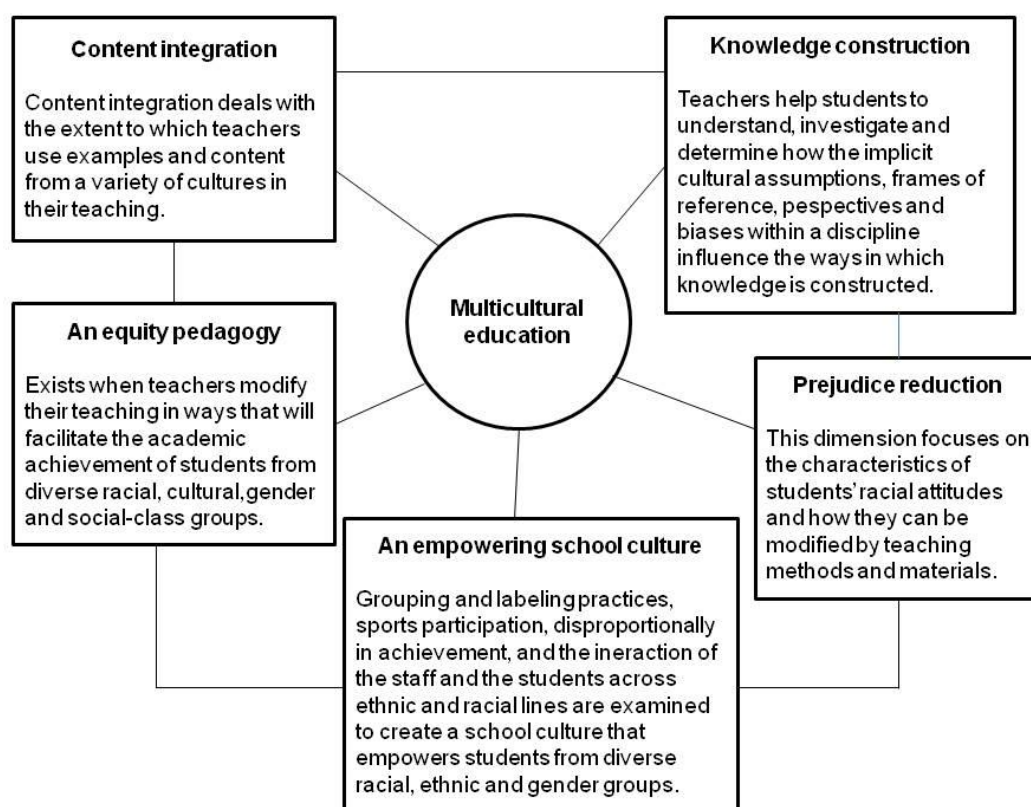 Content integration
Content integration deals with
the extent to which teachers
use examples and content
from a variety of cultures in
their teaching.
Knowledge construction
Teachers help students to
understand, investigate and
determine how the implicit
cultural assumptions, frames of
reference, pespectives and
biases within a discipline
influence the ways in which
knowledge is constructed.
Multicultural
education
An equity pedagogy
Exists when teachers modify
their teaching in ways that will
facilitate the academic
achievement of students from
diverse racial, cultural,gender
and social-class groups.
Prejudice reduction
This dimension focuses on
the characteristics of
students' racial attitudes
and how they can be
modified by teaching
methods and materials.
An empowering school culture
Grouping and labeling practices,
sports participation, disproportionally
in achievement, and the ineraction of
the staff and the students across
ethnic and racial lines are examined
to create a school culture that
empowers students from diverse
racial, ethnic and gender groups.